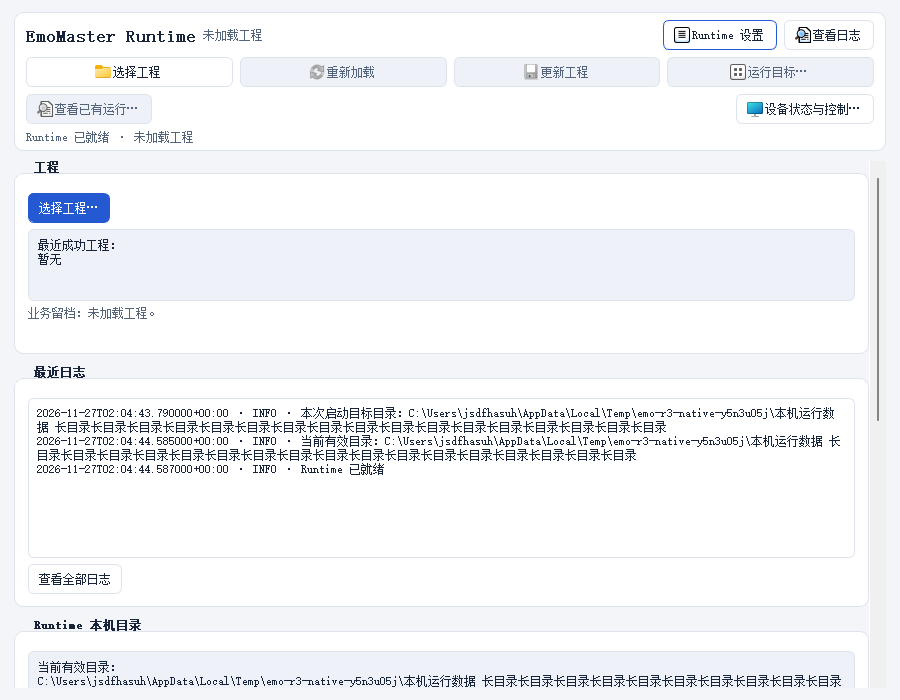 EmoMaster Runtime 未加载工程 Runtime 设置 查看日志
选择工程 重新加载 更新工程 运行目标…
查看已有运行… 设备状态与控制…
Runtime 已就绪 · 未加载工程
工程
选择工程…
最近成功工程：
暂无
业务留档：未加载工程。
最近日志
2026-11-27T02:04:43.790000+00:00 · INFO · 本次启动目标目录：C:\Users\jsdfhasuh\AppData\Local\Temp\emo-r3-native-y5n3u05j\本机运行数
据 长目录长目录长目录长目录长目录长目录长目录长目录长目录长目录长目录长目录长目录长目录长目录长目录长目录
2026-11-27T02:04:44.585000+00:00 · INFO · 当前有效目录：C:\Users\jsdfhasuh\AppData\Local\Temp\emo-r3-native-y5n3u05j\本机运行数据 长
目录长目录长目录长目录长目录长目录长目录长目录长目录长目录长目录长目录长目录长目录长目录长目录长目录
2026-11-27T02:04:44.587000+00:00 · INFO · Runtime 已就绪
查看全部日志
Runtime 本机目录
当前有效目录：
C:\Users\jsdfhasuh\AppData\Local\Temp\emo-r3-native-y5n3u05j\本机运行数据 长目录长目录长目录长目录长目录长目录长目录长目录长目录长目录